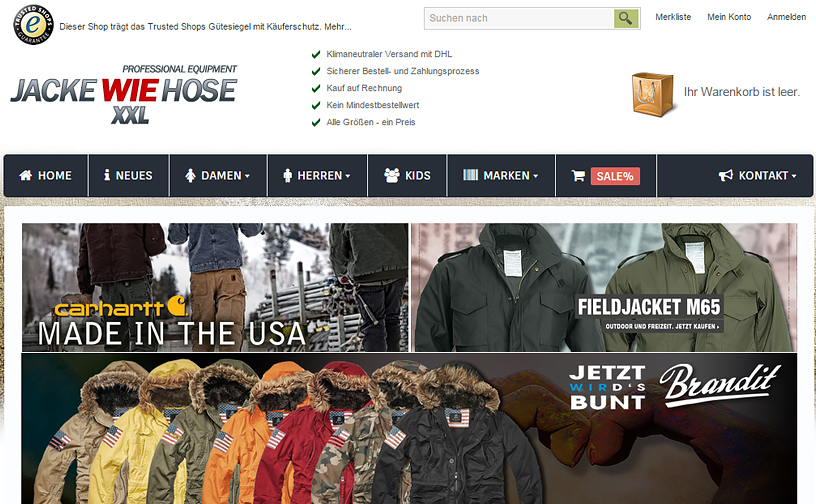 TRUSTED SHOPS
GUARANTEE
Dieser Shop trägt das Trusted Shops Gütesiegel mit Käuferschutz. Mehr...
Suchen nach
Merkliste
Mein Konto
Anmelden
PROFESSIONAL EQUIPMENT
JACKE WIE HOSE
XXL
Klimaneutraler Versand mit DHL
Sicherer Bestell- und Zahlungsprozess
Kauf auf Rechnung
Kein Mindestbestellwert
Alle Größen - ein Preis
Ihr Warenkorb ist leer.
HOME
NEUES
DAMEN
HERREN
KIDS
MARKEN
SALE%
KONTAKT
carhartt
MADE IN THE USA
FIELDJACKET M65
OUTDOOR UND FREIZEIT. JETZT KAUFEN
JETZT
WIRD'S
BUNT
Brandit